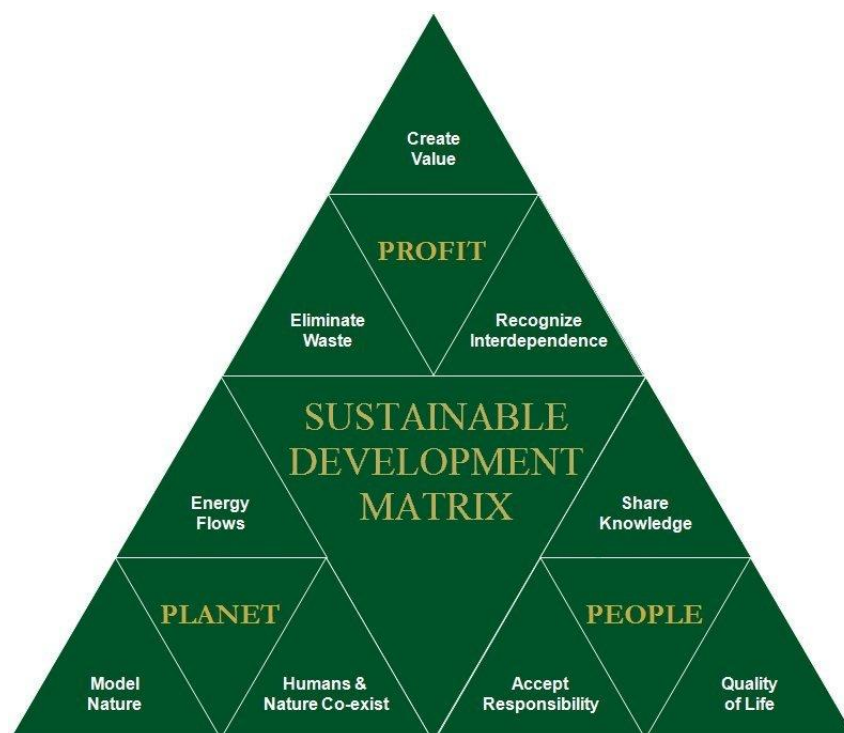 Create
Value
PROFIT
Eliminate
Waste
Recognize
Interdependence
SUSTAINABLE
DEVELOPMENT
MATRIX
Energy
Flows
Share
Knowledge
PLANET
PEOPLE
Model
Nature
Humans &
Nature Co-exist
Accept
Responsibility
Quality
of Life